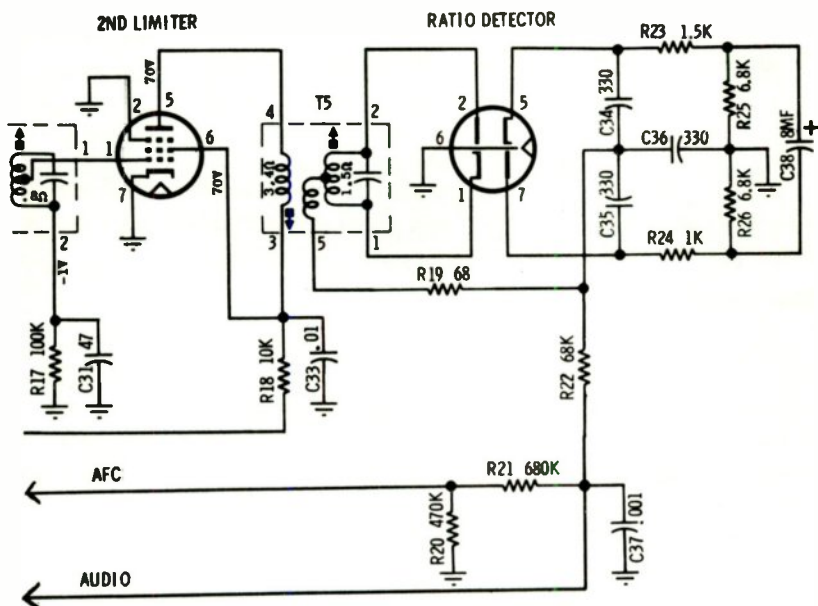 2ND LIMITER
RATIO DETECTOR
R23 1.5K
70V
2
5
4
T5
2
2
5
330
C34
R25 6.8K
C36
330
C38 8MF
+
1
1
6
6
3.4Ω
1.5Ω
.8Ω
7
70V
1
7
330
C35
R26 6.8K
2
3
5
1
R24 1K
-1V
R19 68
R17 100K
C31
47
R18 10K
C33
.01
R22 68K
AFC
R21 680K
R20 470K
C37
.001
AUDIO